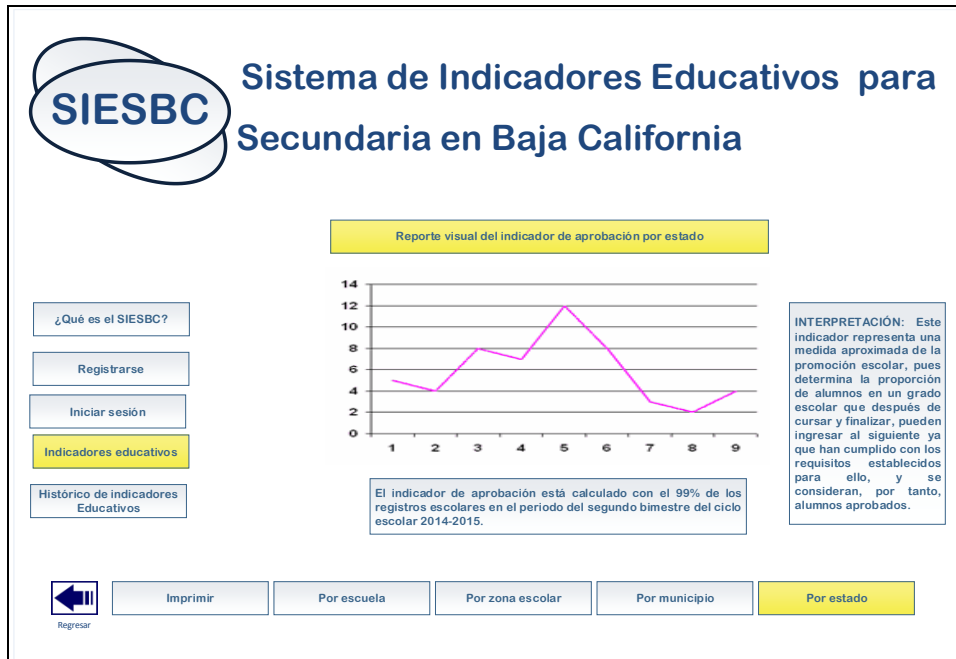 SIESBC
Sistema de Indicadores Educativos para
Secundaria en Baja California
Reporte visual del indicador de aprobación por estado
¿Qué es el SIESBC?
Registrarse
Iniciar sesión
Indicadores educativos
Histórico de indicadores
Educativos
14
12
10
8
6
4
2
0
1 2 3 4 5 6 7 8 9
El indicador de aprobación está calculado con el 99% de los
registros escolares en el periodo del segundo bimestre del ciclo
escolar 2014-2015.
INTERPRETACIÓN: Este
indicador representa una
medida aproximada de la
promoción escolar, pues
determina la proporción
de alumnos en un grado
escolar que después de
cursar y finalizar, pueden
ingresar al siguiente ya
que han cumplido con los
requisitos establecidos
para ello, y se
consideran, por tanto,
alumnos aprobados.
Regresar
Imprimir
Por escuela
Por zona escolar
Por municipio
Por estado